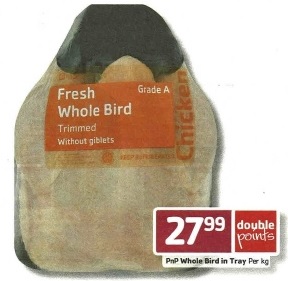 Fresh
Grade A
Whole Bird
Trimmed
Without giblets
Chicken
27.99
double
points
PnP Whole Bird in Tray Per kg